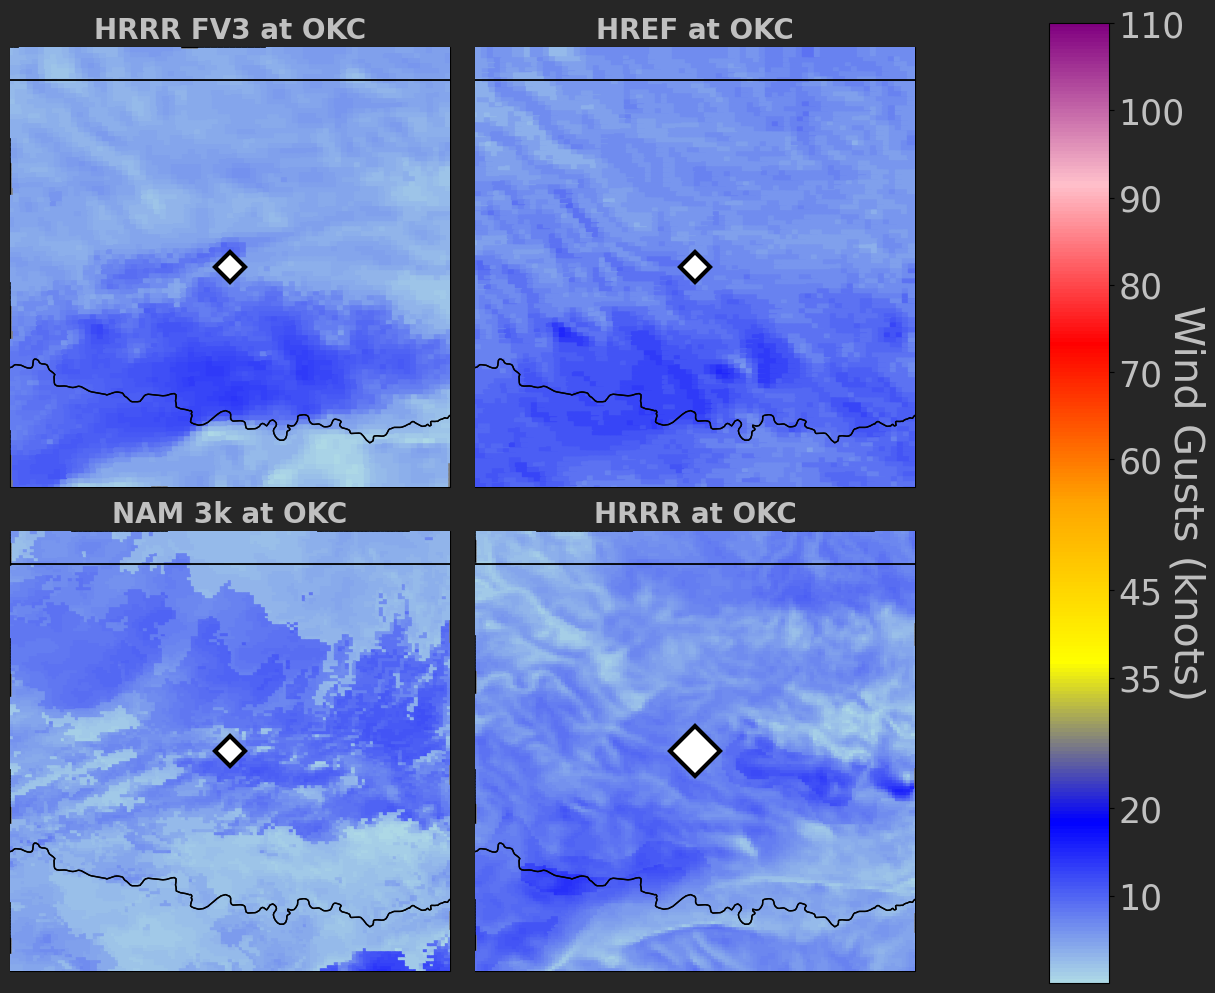 HRRR FV3 at OKC
HREF at OKC
NAM 3k at OKC
HRRR at OKC
110
100
90
80
70
60
45
35
20
10
Wind Gusts (knots)